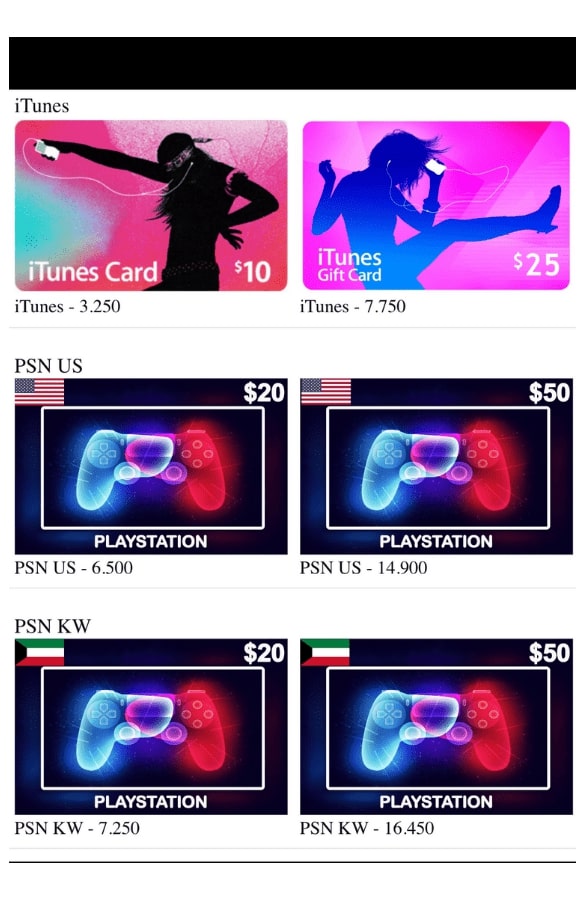 iTunes
iTunes Card $10
iTunes
Gift Card $25
iTunes - 3.250 iTunes - 7.750
PSN US
$20 $50
PLAYSTATION PLAYSTATION
PSN US - 6.500 PSN US - 14.900
PSN KW
$20 $50
PLAYSTATION PLAYSTATION
PSN KW - 7.250 PSN KW - 16.450